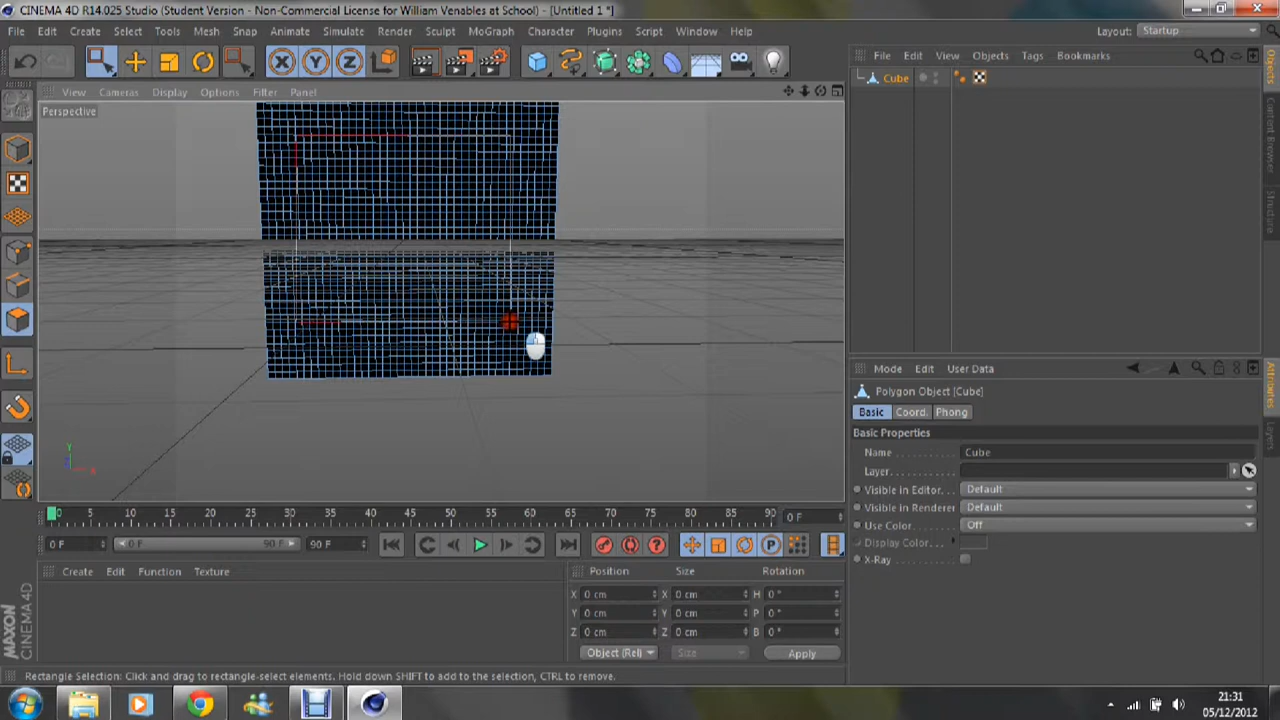 CINEMA 4D R14.025 Studio (Student Version - Non-Commercial License for William Venables at School) - [Untitled 1 *]
File Edit Create Select Tools Mesh Snap Animate Simulate Render Sculpt MoGraph Character Plugins Script Window Help
Layout: Startup
X Y Z
File Edit View Objects Tags Bookmarks
View Cameras Display Options Filter Panel
Cube
Perspective
Objects
Content Browser
Structure
Mode Edit User Data
Polygon Object [Cube]
Basic Coord. Phong
Basic Properties
Name Cube
Layer
Visible in Editor Default
Visible in Renderer Default
Use Color Off
Display Color
X-Ray
Attributes
Layers
Y
X
0 5 10 15 20 25 30 35 40 45 50 55 60 65 70 75 80 85 90 0 F
0 F 0 F 90 F 90 F
P
Create Edit Function Texture
Position Size Rotation
X 0 cm X 0 cm H 0 °
Y 0 cm Y 0 cm P 0 °
Z 0 cm Z 0 cm B 0 °
Object (Rel) Size Apply
MAXON
CINEMA 4D
Rectangle Selection: Click and drag to rectangle-select elements. Hold down SHIFT to add to the selection, CTRL to remove.
21:31
05/12/2012